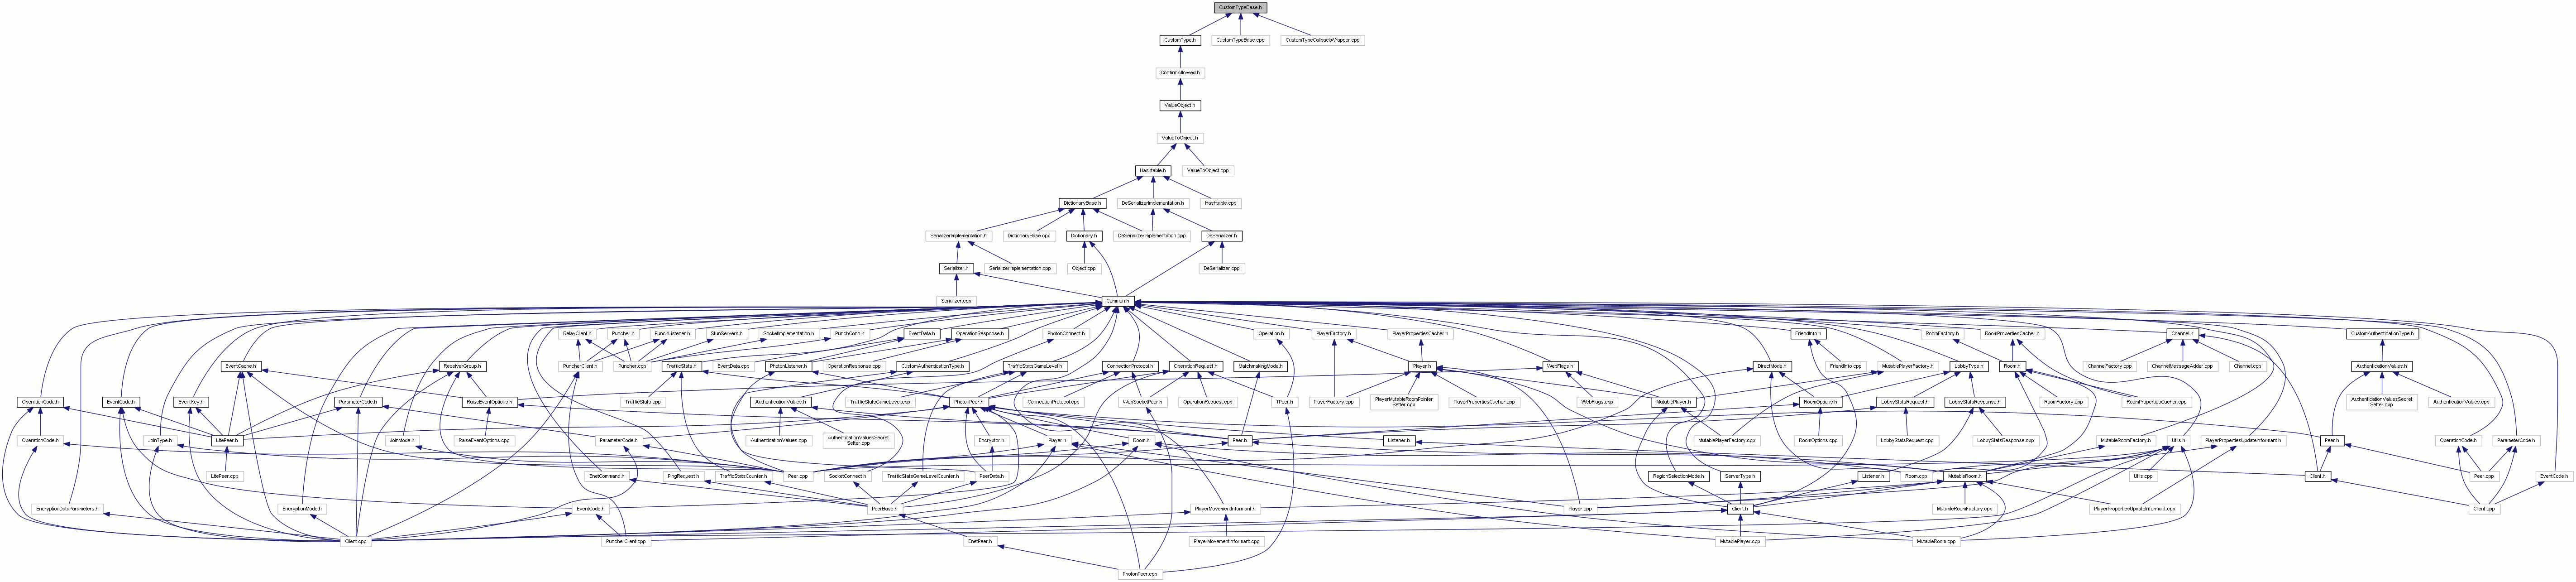 CustomTypeBase.h
CustomType.h
CustomTypeBase.cpp
CustomTypeCallbackWrapper.cpp
ConfirmAllowed.h
ValueObject.h
ValueToObject.h
Hashtable.h
ValueToObject.cpp
DictionaryBase.h
DeSerializerImplementation.h
Hashtable.cpp
SerializerImplementation.h
DictionaryBase.cpp
Dictionary.h
DeSerializerImplementation.cpp
DeSerializer.h
Serializer.h
SerializerImplementation.cpp
Object.cpp
DeSerializer.cpp
Serializer.cpp
Common.h
RelayClient.h
Puncher.h
PunchListener.h
StunServers.h
SocketImplementation.h
PunchConn.h
EventData.h
OperationResponse.h
PhotonConnect.h
Operation.h
PlayerFactory.h
PlayerPropertiesCacher.h
FriendInfo.h
RoomFactory.h
RoomPropertiesCacher.h
Channel.h
CustomAuthenticationType.h
EventCache.h
ReceiverGroup.h
PuncherClient.h
Puncher.cpp
TrafficStats.h
EventData.cpp
PhotonListener.h
OperationResponse.cpp
CustomAuthenticationType.h
TrafficStatsGameLevel.h
ConnectionProtocol.h
OperationRequest.h
MatchmakingMode.h
Player.h
WebFlags.h
DirectMode.h
FriendInfo.cpp
MutablePlayerFactory.h
LobbyType.h
Room.h
ChannelFactory.cpp
ChannelMessageAdder.cpp
Channel.cpp
AuthenticationValues.h
OperationCode.h
EventCode.h
EventKey.h
ParameterCode.h
RaiseEventOptions.h
TrafficStats.cpp
AuthenticationValues.h
TrafficStatsGameLevel.cpp
PhotonPeer.h
ConnectionProtocol.cpp
WebSocketPeer.h
OperationRequest.cpp
TPeer.h
PlayerFactory.cpp
PlayerMutableRoomPointer
Setter.cpp
PlayerPropertiesCacher.cpp
WebFlags.cpp
MutablePlayer.h
RoomOptions.h
LobbyStatsRequest.h
LobbyStatsResponse.h
RoomFactory.cpp
RoomPropertiesCacher.cpp
AuthenticationValuesSecret
Setter.cpp
AuthenticationValues.cpp
OperationCode.h
JoinType.h
LitePeer.h
JoinMode.h
RaiseEventOptions.cpp
ParameterCode.h
AuthenticationValues.cpp
AuthenticationValuesSecret
Setter.cpp
Encryptor.h
Player.h
Room.h
Peer.h
Listener.h
MutablePlayerFactory.cpp
RoomOptions.cpp
LobbyStatsRequest.cpp
LobbyStatsResponse.cpp
MutableRoomFactory.h
Utils.h
PlayerPropertiesUpdateInformant.h
Peer.h
OperationCode.h
ParameterCode.h
LitePeer.cpp
EnetCommand.h
PingRequest.h
TrafficStatsCounter.h
Peer.cpp
SocketConnect.h
TrafficStatsGameLevelCounter.h
PeerData.h
RegionSelectionMode.h
ServerType.h
Listener.h
Room.cpp
MutableRoom.h
Utils.cpp
Client.h
Peer.cpp
EventCode.h
EncryptionDataParameters.h
EncryptionMode.h
EventCode.h
PeerBase.h
PlayerMovementInformant.h
Player.cpp
Client.h
MutableRoomFactory.cpp
PlayerPropertiesUpdateInformant.cpp
Client.cpp
Client.cpp
PuncherClient.cpp
EnetPeer.h
PlayerMovementInformant.cpp
MutablePlayer.cpp
MutableRoom.cpp
PhotonPeer.cpp